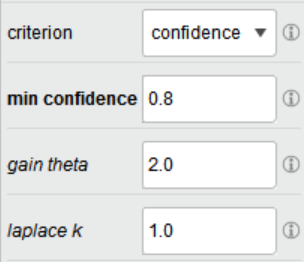 criterion confidence
min confidence 0.8
gain theta 2.0
laplace k 1.0